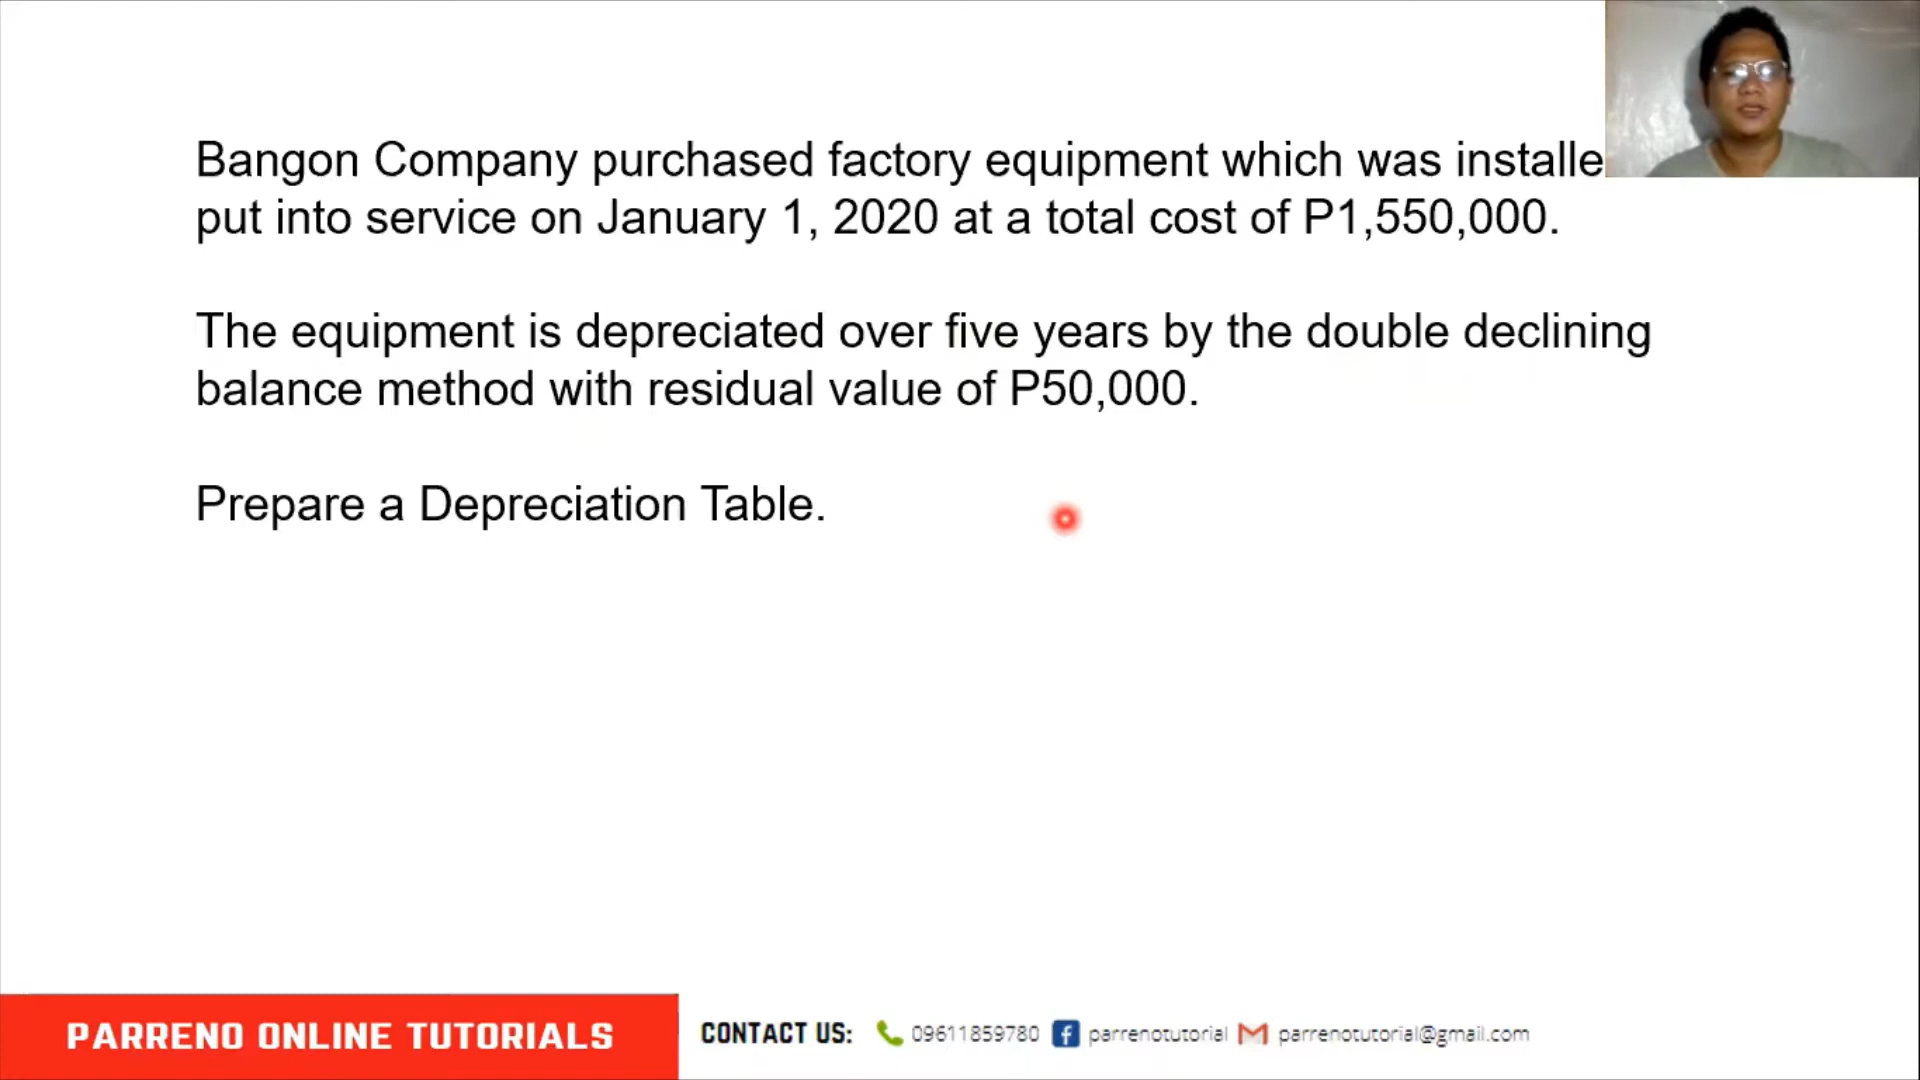 Bangon Company purchased factory equipment which was installe
put into service on January 1, 2020 at a total cost of P1,550,000.
The equipment is depreciated over five years by the double declining
balance method with residual value of P50,000.
Prepare a Depreciation Table.
PARRENO ONLINE TUTORIALS
CONTACT US: 09611859780 parrenotutorial parrenotutorial@gmail.com